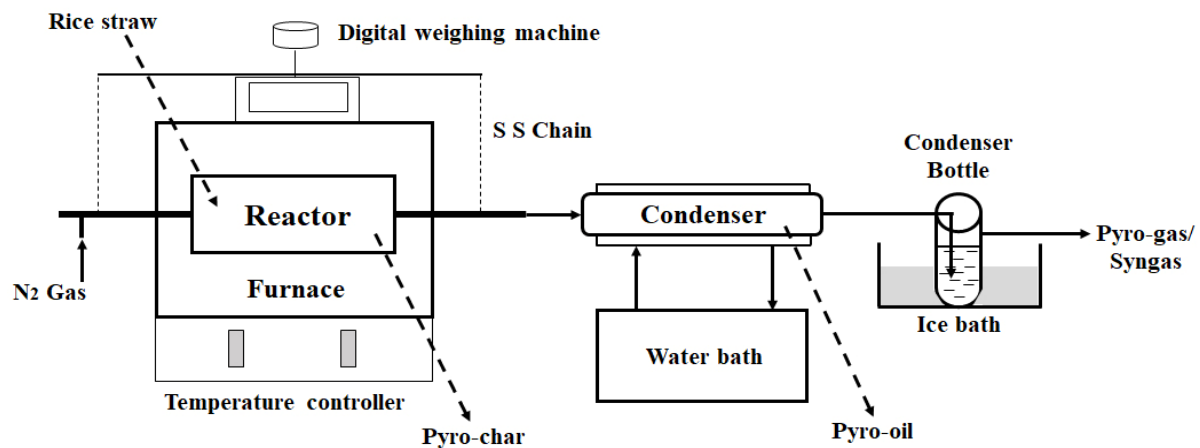 Rice straw
Digital weighing machine
S S Chain
Condenser
Bottle
Reactor
Condenser
Pyro-gas/
Syngas
N2 Gas
Furnace
Ice bath
Water bath
Temperature controller
Pyro-char
Pyro-oil